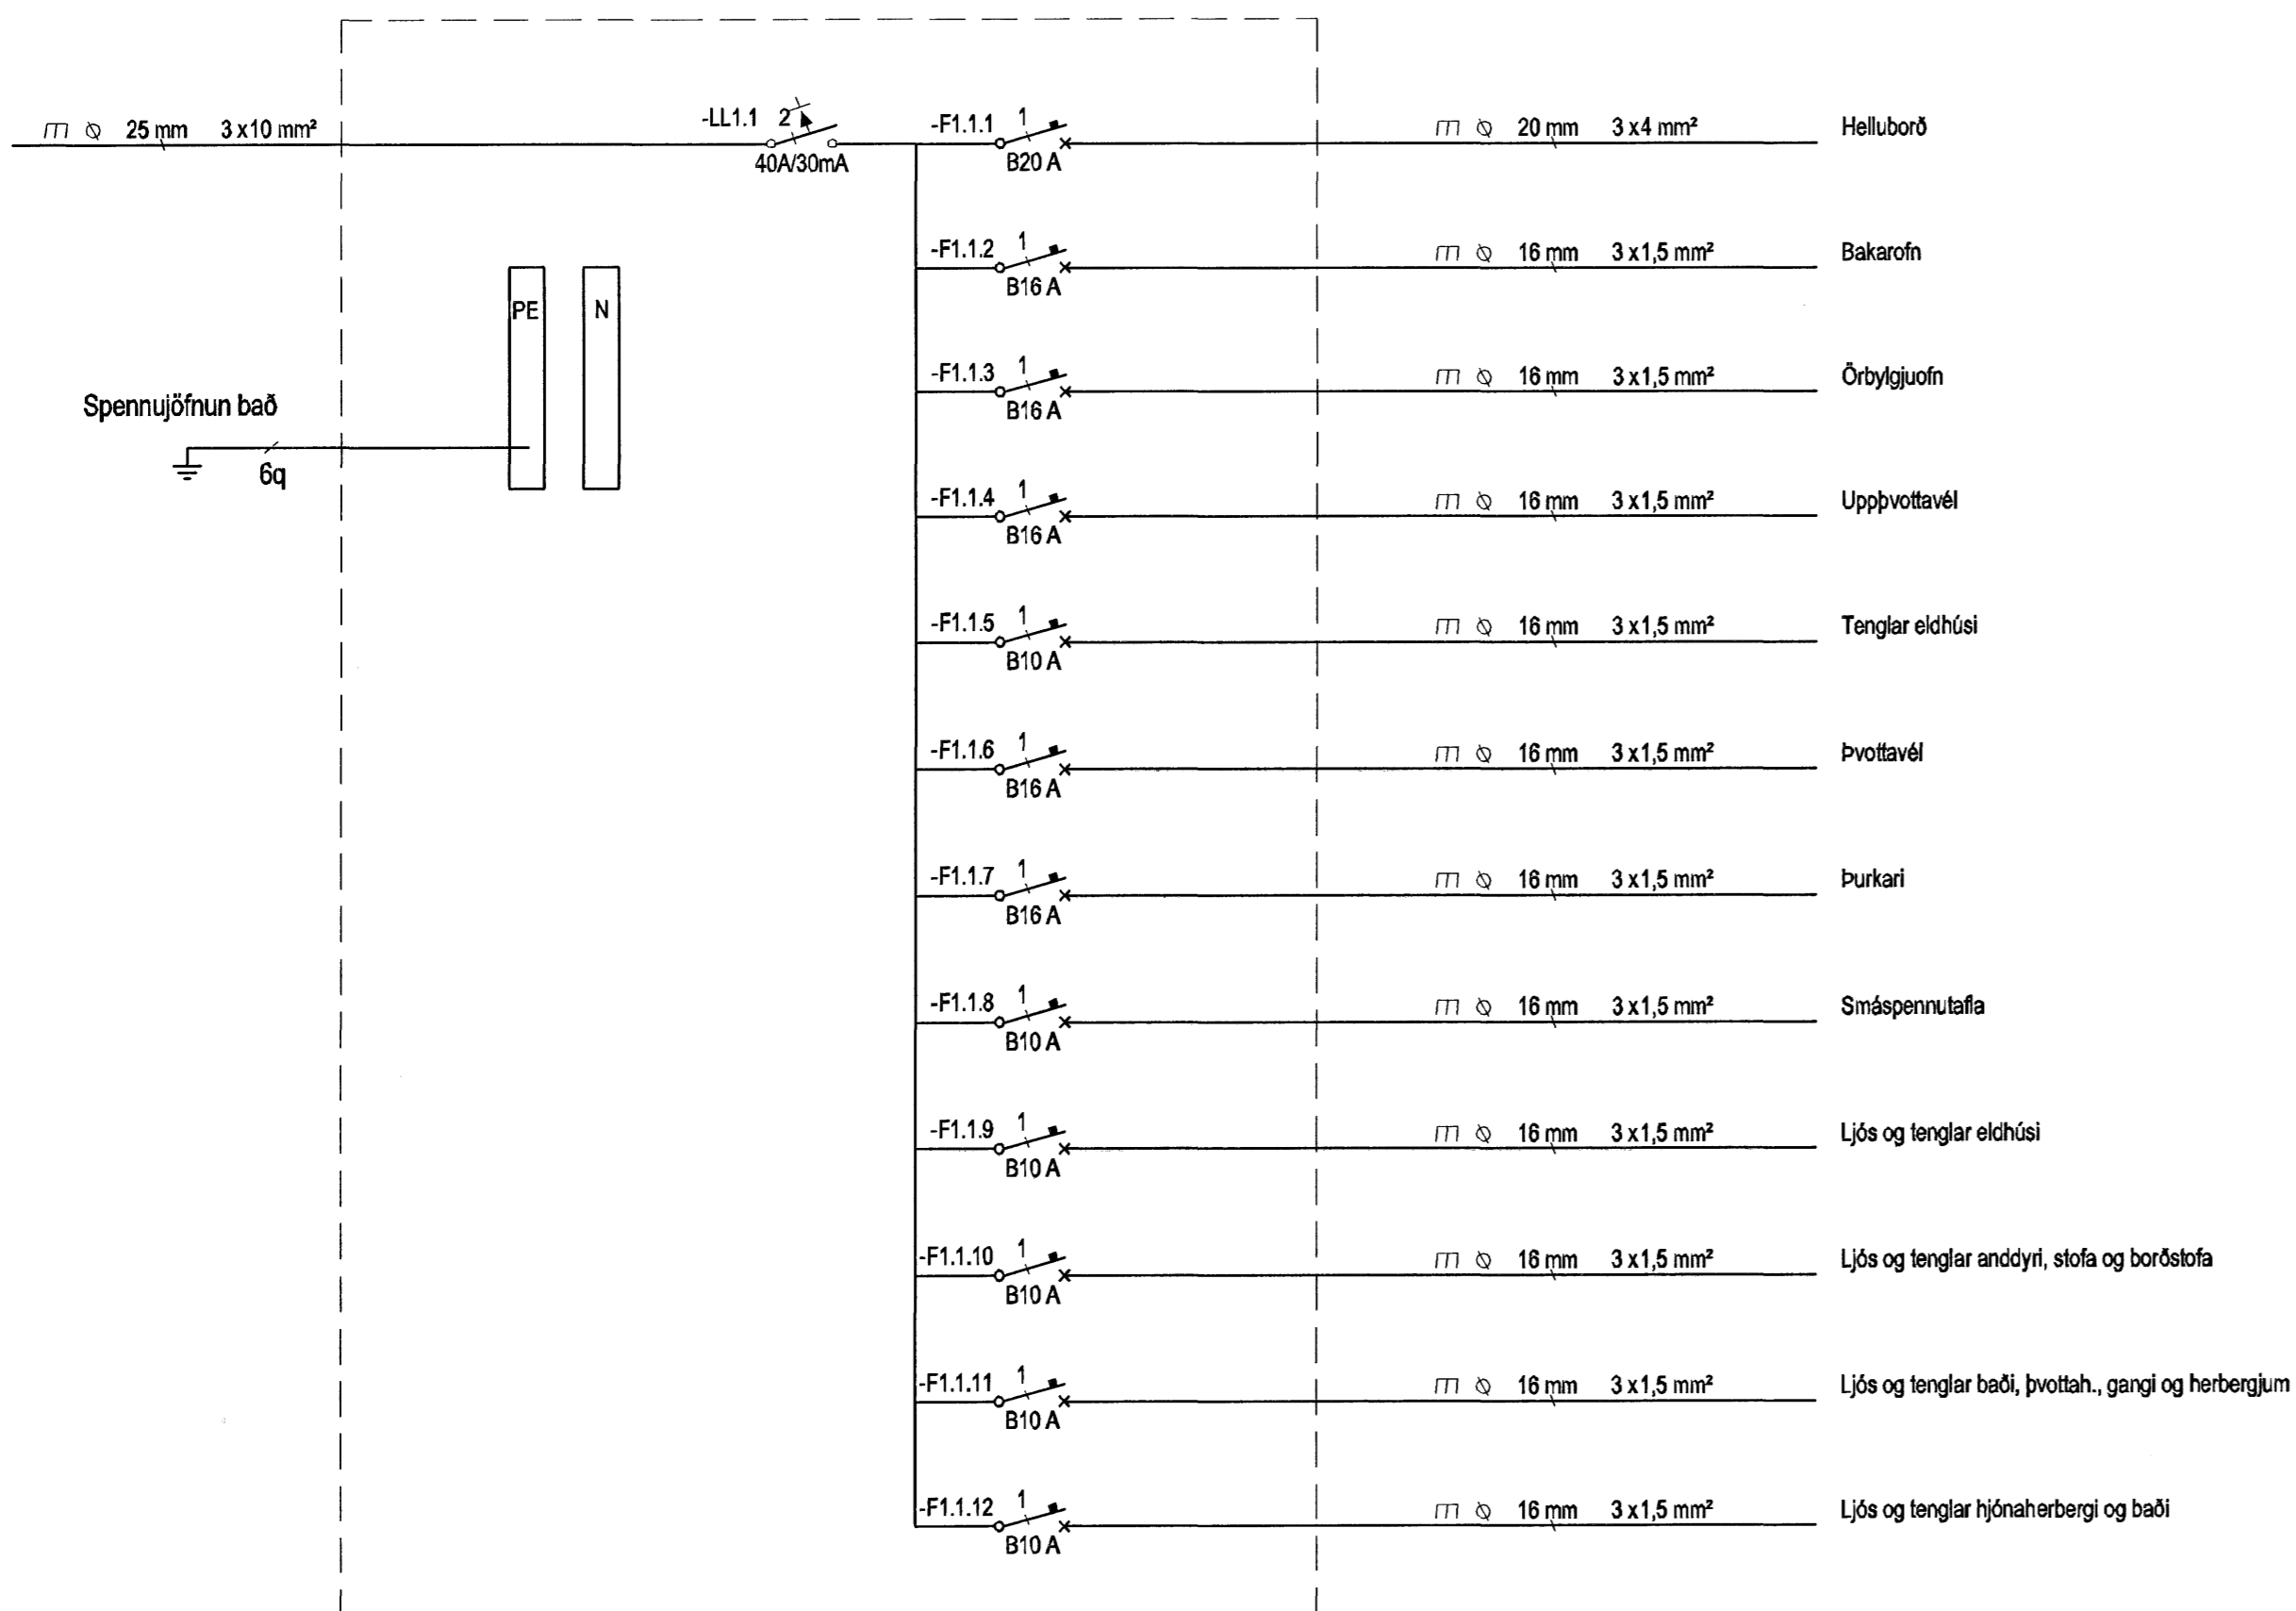 25 mm 3 x 10 mm²
-LL1.1 2
40A/30mA
-F1.1.1 1
B20 A
20 mm 3 x 4 mm² Helluborð
-F1.1.2 1
B16 A
16 mm 3 x 1,5 mm² Bakarofn
PE N
-F1.1.3 1
B16 A
16 mm 3 x 1,5 mm² Örbylgjuofn
Spennujöfnun bað
6q
-F1.1.4 1
B16 A
16 mm 3 x 1,5 mm² Uppþvottavél
-F1.1.5 1
B10 A
16 mm 3 x 1,5 mm² Tenglar eldhúsi
-F1.1.6 1
B16 A
16 mm 3 x 1,5 mm² Þvottavél
-F1.1.7 1
B16 A
16 mm 3 x 1,5 mm² Þurkari
-F1.1.8 1
B10 A
16 mm 3 x 1,5 mm² Smáspennutafla
-F1.1.9 1
B10 A
16 mm 3 x 1,5 mm² Ljós og tenglar eldhúsi
-F1.1.10 1
B10 A
16 mm 3 x 1,5 mm² Ljós og tenglar anddyri, stofa og borðstofa
-F1.1.11 1
B10 A
16 mm 3 x 1,5 mm² Ljós og tenglar baði, þvottah., gangi og herbergjum
-F1.1.12 1
B10 A
16 mm 3 x 1,5 mm² Ljós og tenglar hjónaherbergi og baði